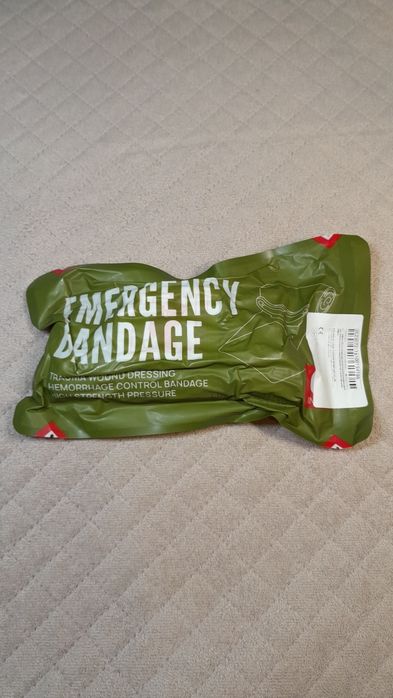 EMERGENCY
BANDAGE
TRAUMA WOUND DRESSING
HEMORRHAGE CONTROL BANDAGE
HIGH STRENGTH PRESSURE